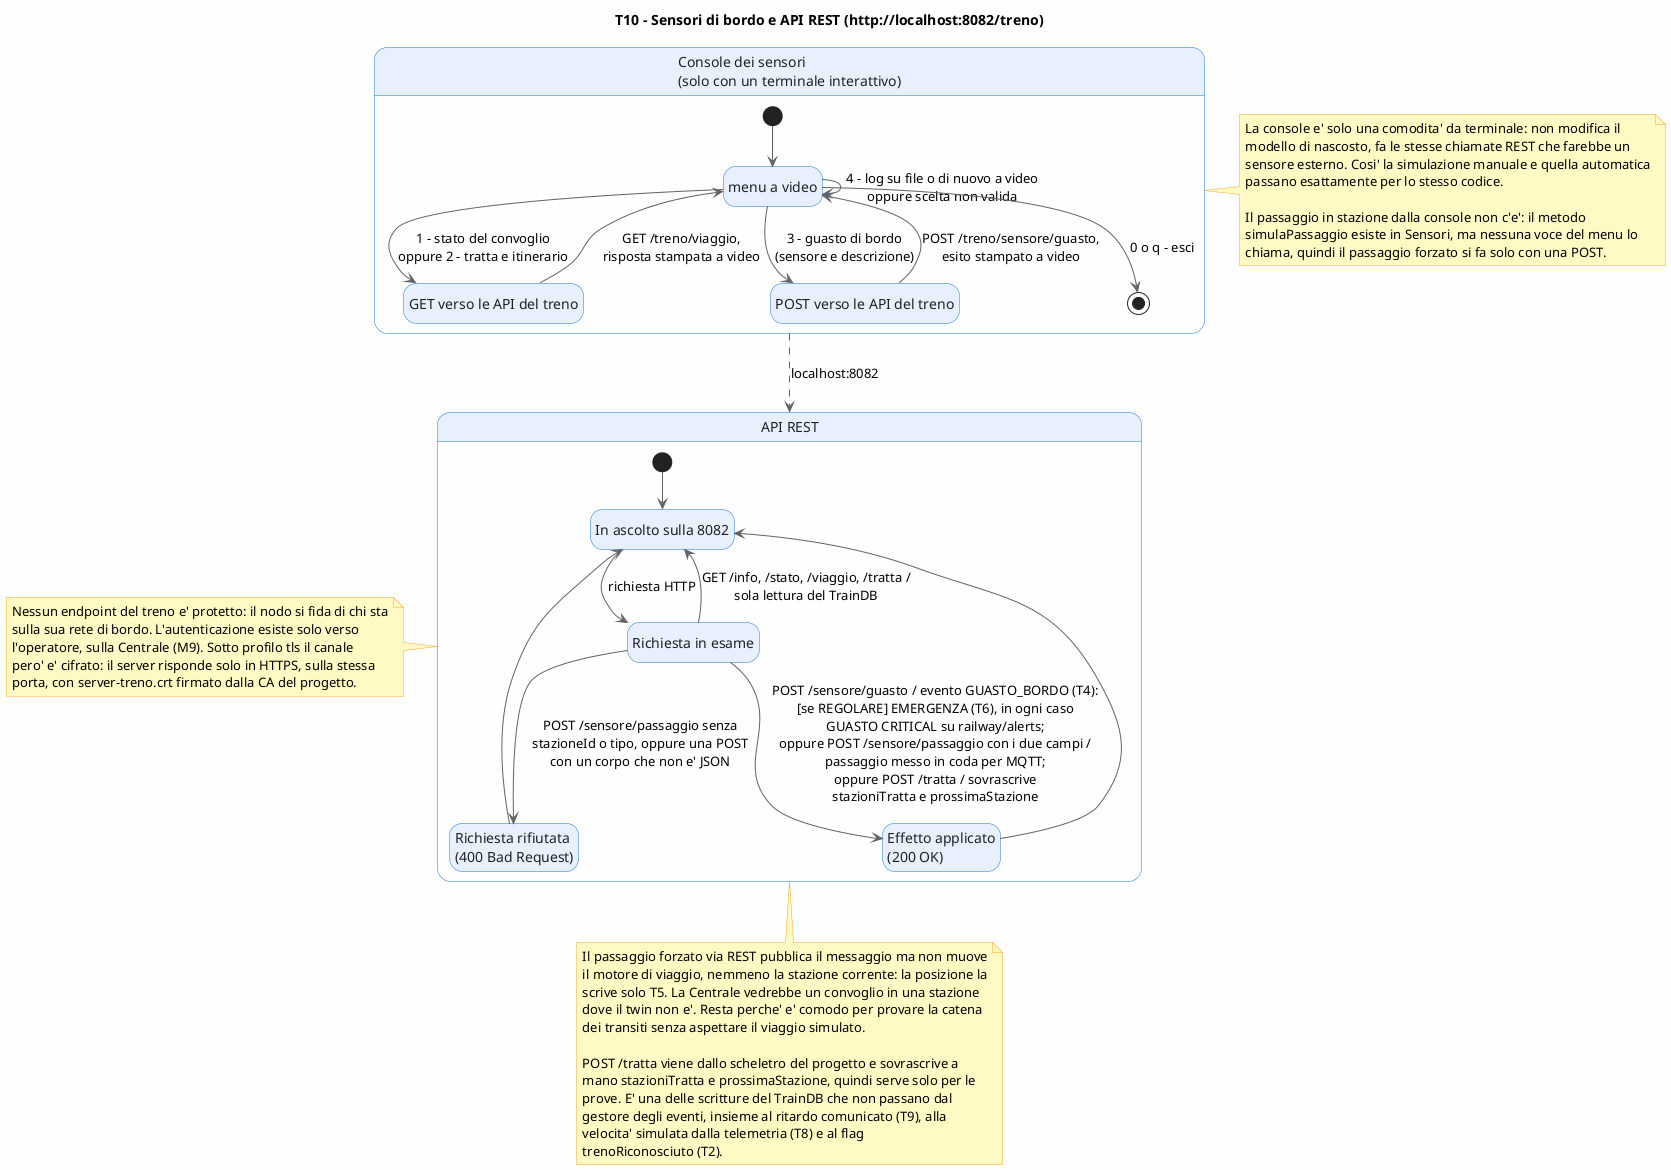 T10 - Sensori di bordo e API REST (http://localhost:8082/treno)
Console dei sensori
(solo con un terminale interattivo)
menu a video
4 - log su file o di nuovo a video
oppure scelta non valida
1 - stato del convoglio
oppure 2 - tratta e itinerario
GET /treno/viaggio,
risposta stampata a video
3 - guasto di bordo
(sensore e descrizione)
POST /treno/sensore/guasto,
esito stampato a video
0 o q - esci
GET verso le API del treno
POST verso le API del treno
La console e' solo una comodita' da terminale: non modifica il
modello di nascosto, fa le stesse chiamate REST che farebbe un
sensore esterno. Cosi' la simulazione manuale e quella automatica
passano esattamente per lo stesso codice.
Il passaggio in stazione dalla console non c'e': il metodo
simulaPassaggio esiste in Sensori, ma nessuna voce del menu lo
chiama, quindi il passaggio forzato si fa solo con una POST.
localhost:8082
API REST
In ascolto sulla 8082
richiesta HTTP
GET /info, /stato, /viaggio, /tratta /
sola lettura del TrainDB
Richiesta in esame
Nessun endpoint del treno e' protetto: il nodo si fida di chi sta
sulla sua rete di bordo. L'autenticazione esiste solo verso
l'operatore, sulla Centrale (M9). Sotto profilo tls il canale
pero' e' cifrato: il server risponde solo in HTTPS, sulla stessa
porta, con server-treno.crt firmato dalla CA del progetto.
POST /sensore/passaggio senza
stazioneId o tipo, oppure una POST
con un corpo che non e' JSON
POST /sensore/guasto / evento GUASTO_BORDO (T4):
[se REGOLARE] EMERGENZA (T6), in ogni caso
GUASTO CRITICAL su railway/alerts;
oppure POST /sensore/passaggio con i due campi /
passaggio messo in coda per MQTT;
oppure POST /tratta / sovrascrive
stazioniTratta e prossimaStazione
Richiesta rifiutata
(400 Bad Request)
Effetto applicato
(200 OK)
Il passaggio forzato via REST pubblica il messaggio ma non muove
il motore di viaggio, nemmeno la stazione corrente: la posizione la
scrive solo T5. La Centrale vedrebbe un convoglio in una stazione
dove il twin non e'. Resta perche' e' comodo per provare la catena
dei transiti senza aspettare il viaggio simulato.
POST /tratta viene dallo scheletro del progetto e sovrascrive a
mano stazioniTratta e prossimaStazione, quindi serve solo per le
prove. E' una delle scritture del TrainDB che non passano dal
gestore degli eventi, insieme al ritardo comunicato (T9), alla
velocita' simulata dalla telemetria (T8) e al flag
trenoRiconosciuto (T2).